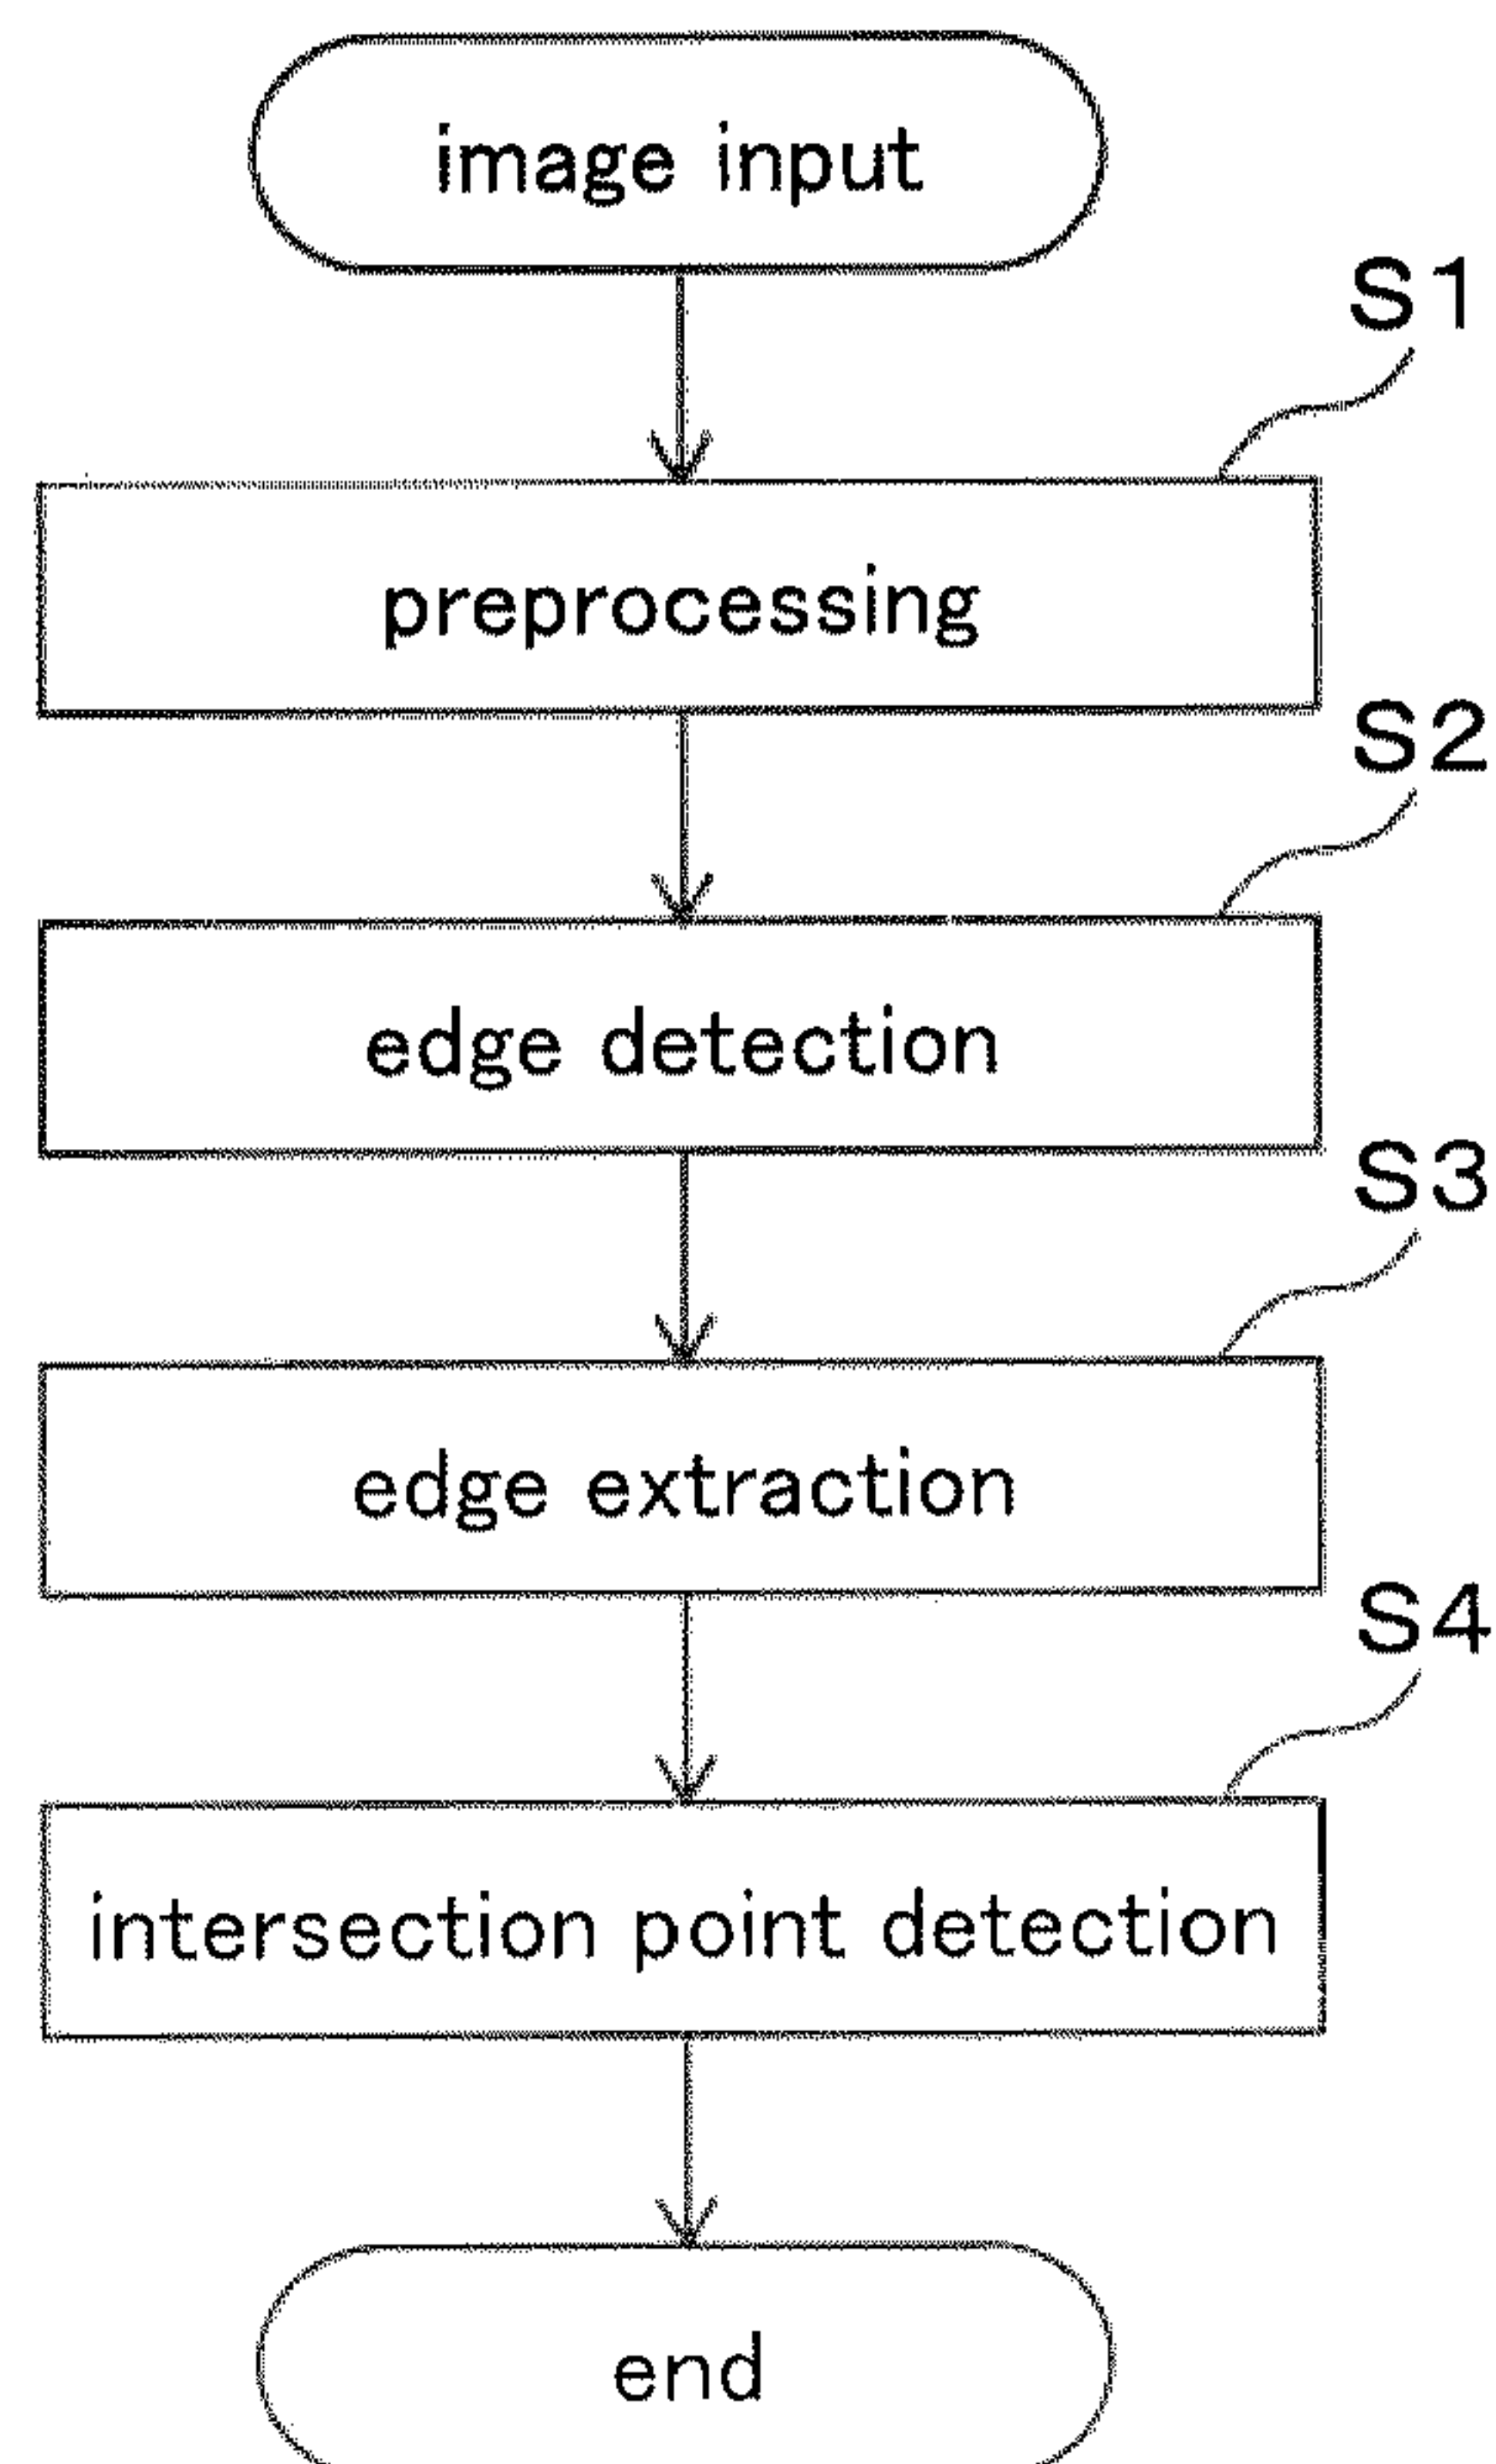 image input
S1
preprocessing
S2
edge detection
S3
edge extraction
S4
intersection point detection
end